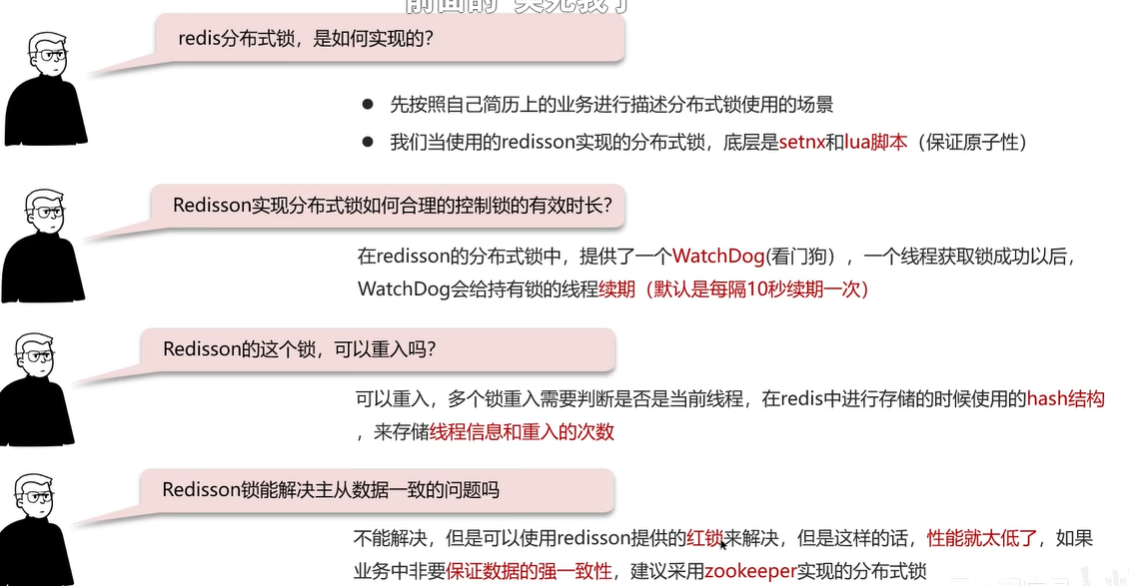 redis分布式锁，是如何实现的？
● 先按照自己简历上的业务进行描述分布式锁使用的场景
● 我们当使用的redisson实现的分布式锁，底层是setnx和lua脚本（保证原子性）
Redisson实现分布式锁如何合理的控制锁的有效时长？
在redisson的分布式锁中，提供了一个WatchDog(看门狗），一个线程获取锁成功以后，
WatchDog会给持有锁的线程续期（默认是每隔10秒续期一次）
Redisson的这个锁，可以重入吗？
可以重入，多个锁重入需要判断是否是当前线程，在redis中进行存储的时候使用的hash结构
，来存储线程信息和重入的次数
Redisson锁能解决主从数据一致的问题吗
不能解决，但是可以使用redisson提供的红锁来解决，但是这样的话，性能就太低了，如果
业务中非要保证数据的强一致性，建议采用zookeeper实现的分布式锁